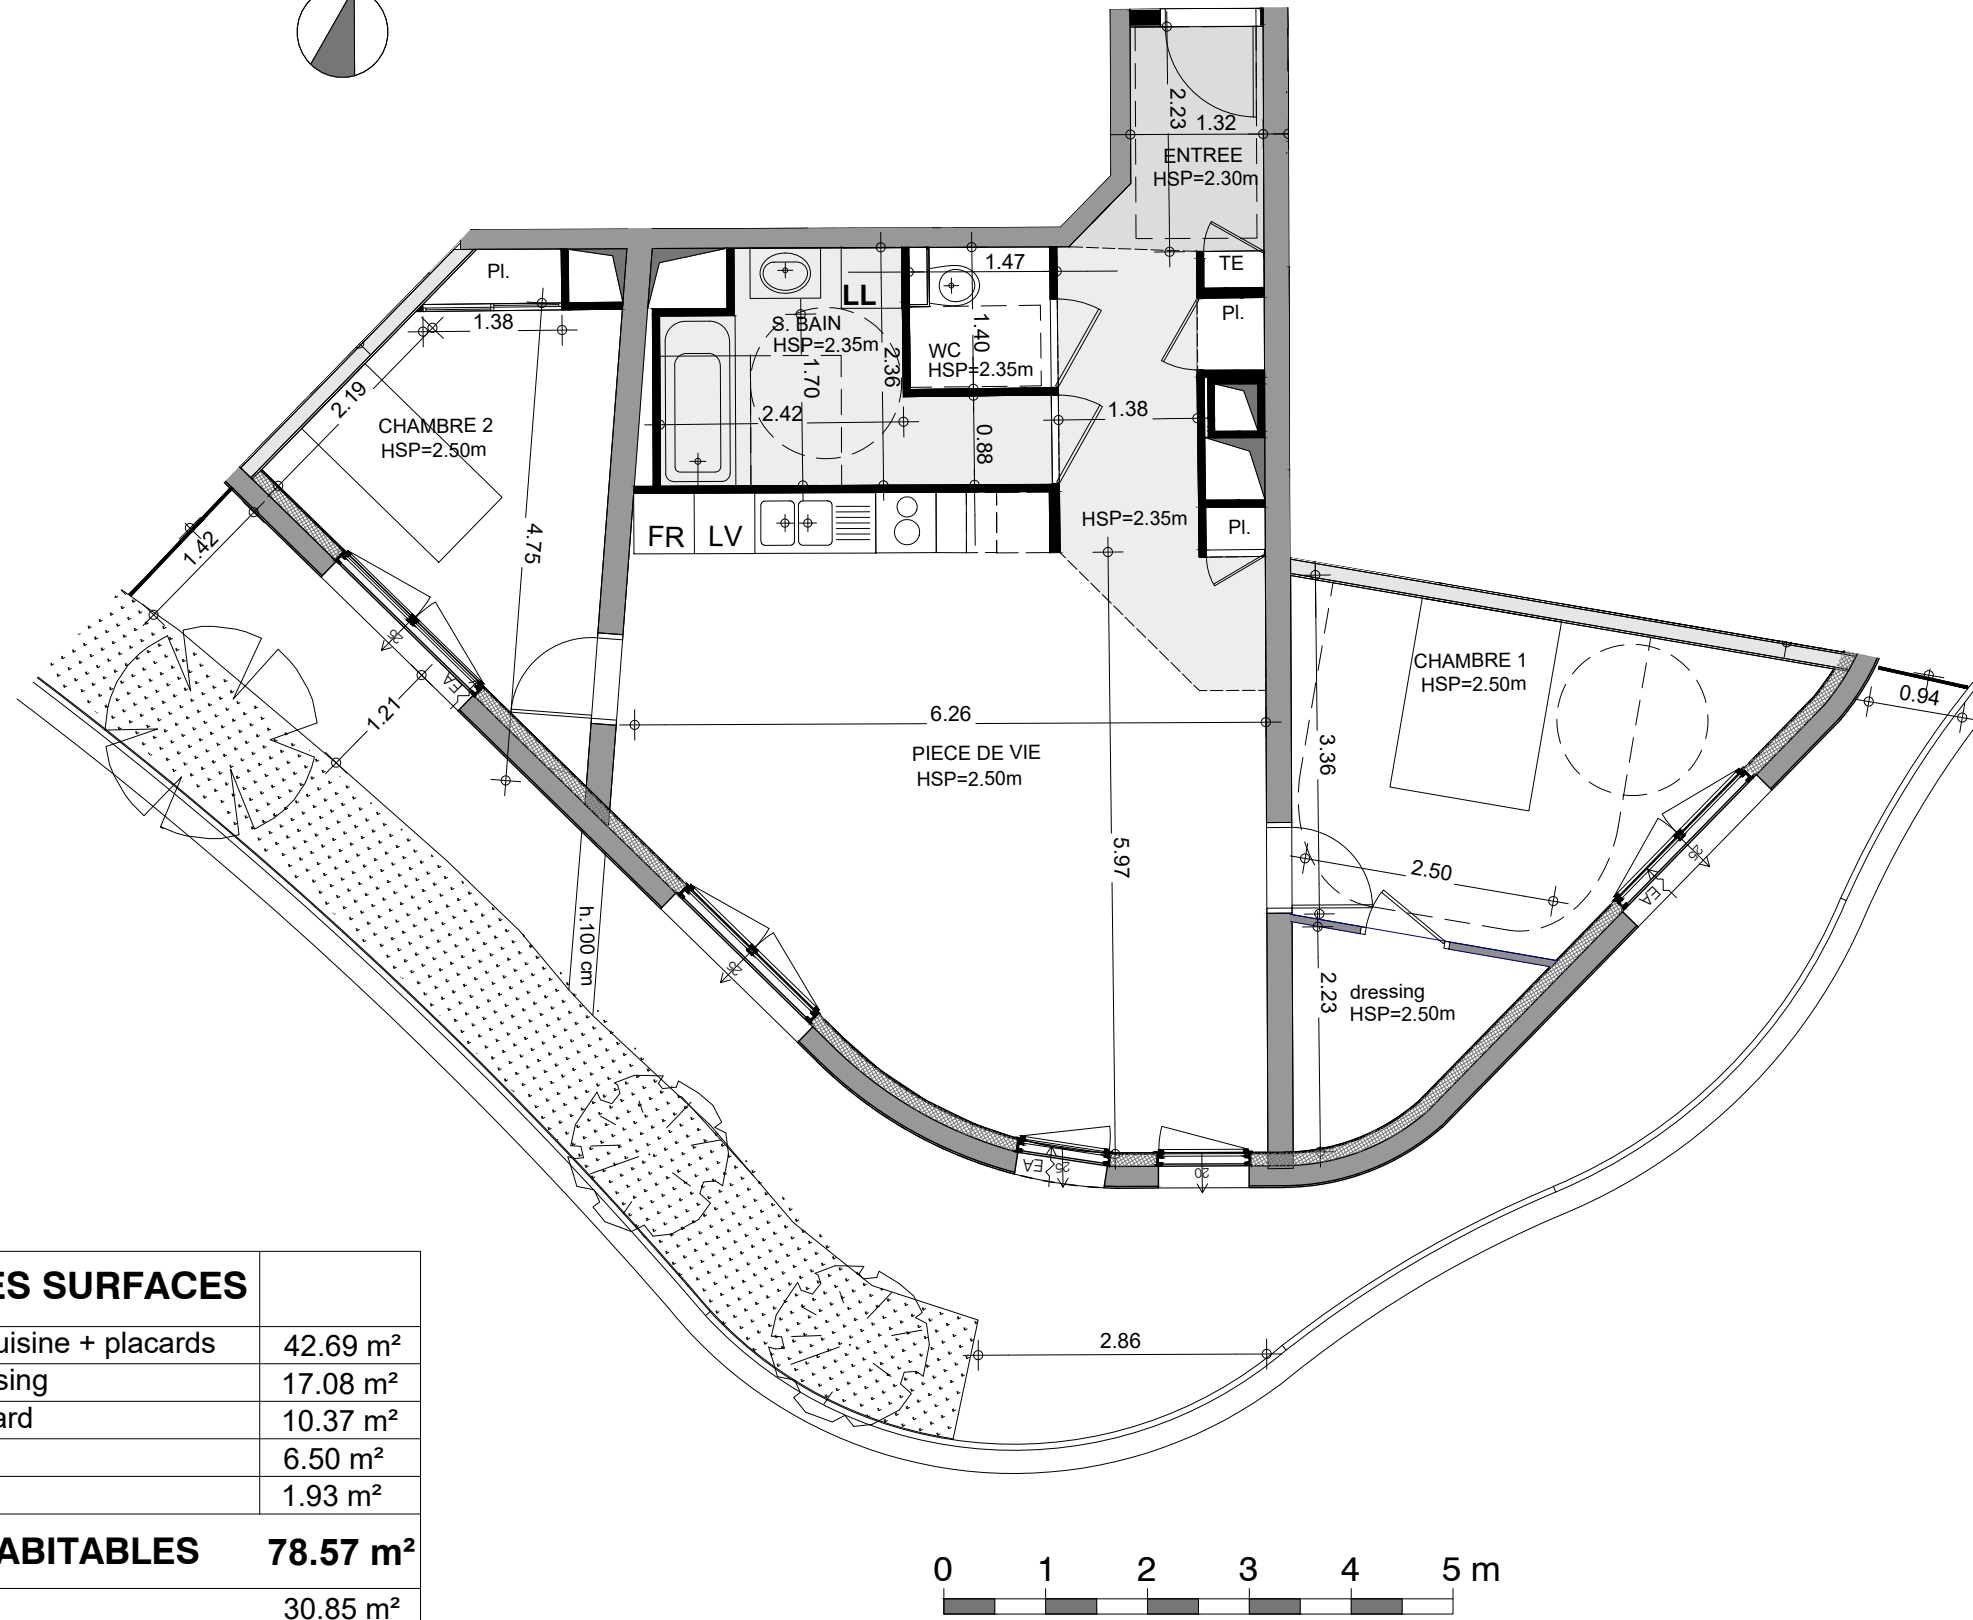 2.23
1.32
ENTREE
HSP=2.30m
Pl.
1.47
TE
LL
1.38
S. BAIN
HSP=2.35m
1.40
WC
HSP=2.35m
Pl.
2.36
1.70
2.19
CHAMBRE 2
HSP=2.50m
2.42
1.38
0.88
4.75
1.42
FR
LV
HSP=2.35m
Pl.
25
EA
1.21
6.26
PIECE DE VIE
HSP=2.50m
CHAMBRE 1
HSP=2.50m
0.94
3.36
5.97
2.50
25
EA
h.100 cm
25
2.23
dressing
HSP=2.50m
EA
25
20
2.86
ES SURFACES
uisine + placards
42.69 m²
sing
17.08 m²
ard
10.37 m²
6.50 m²
1.93 m²
ABITABLES
78.57 m²
30.85 m²
0 1 2 3 4 5 m